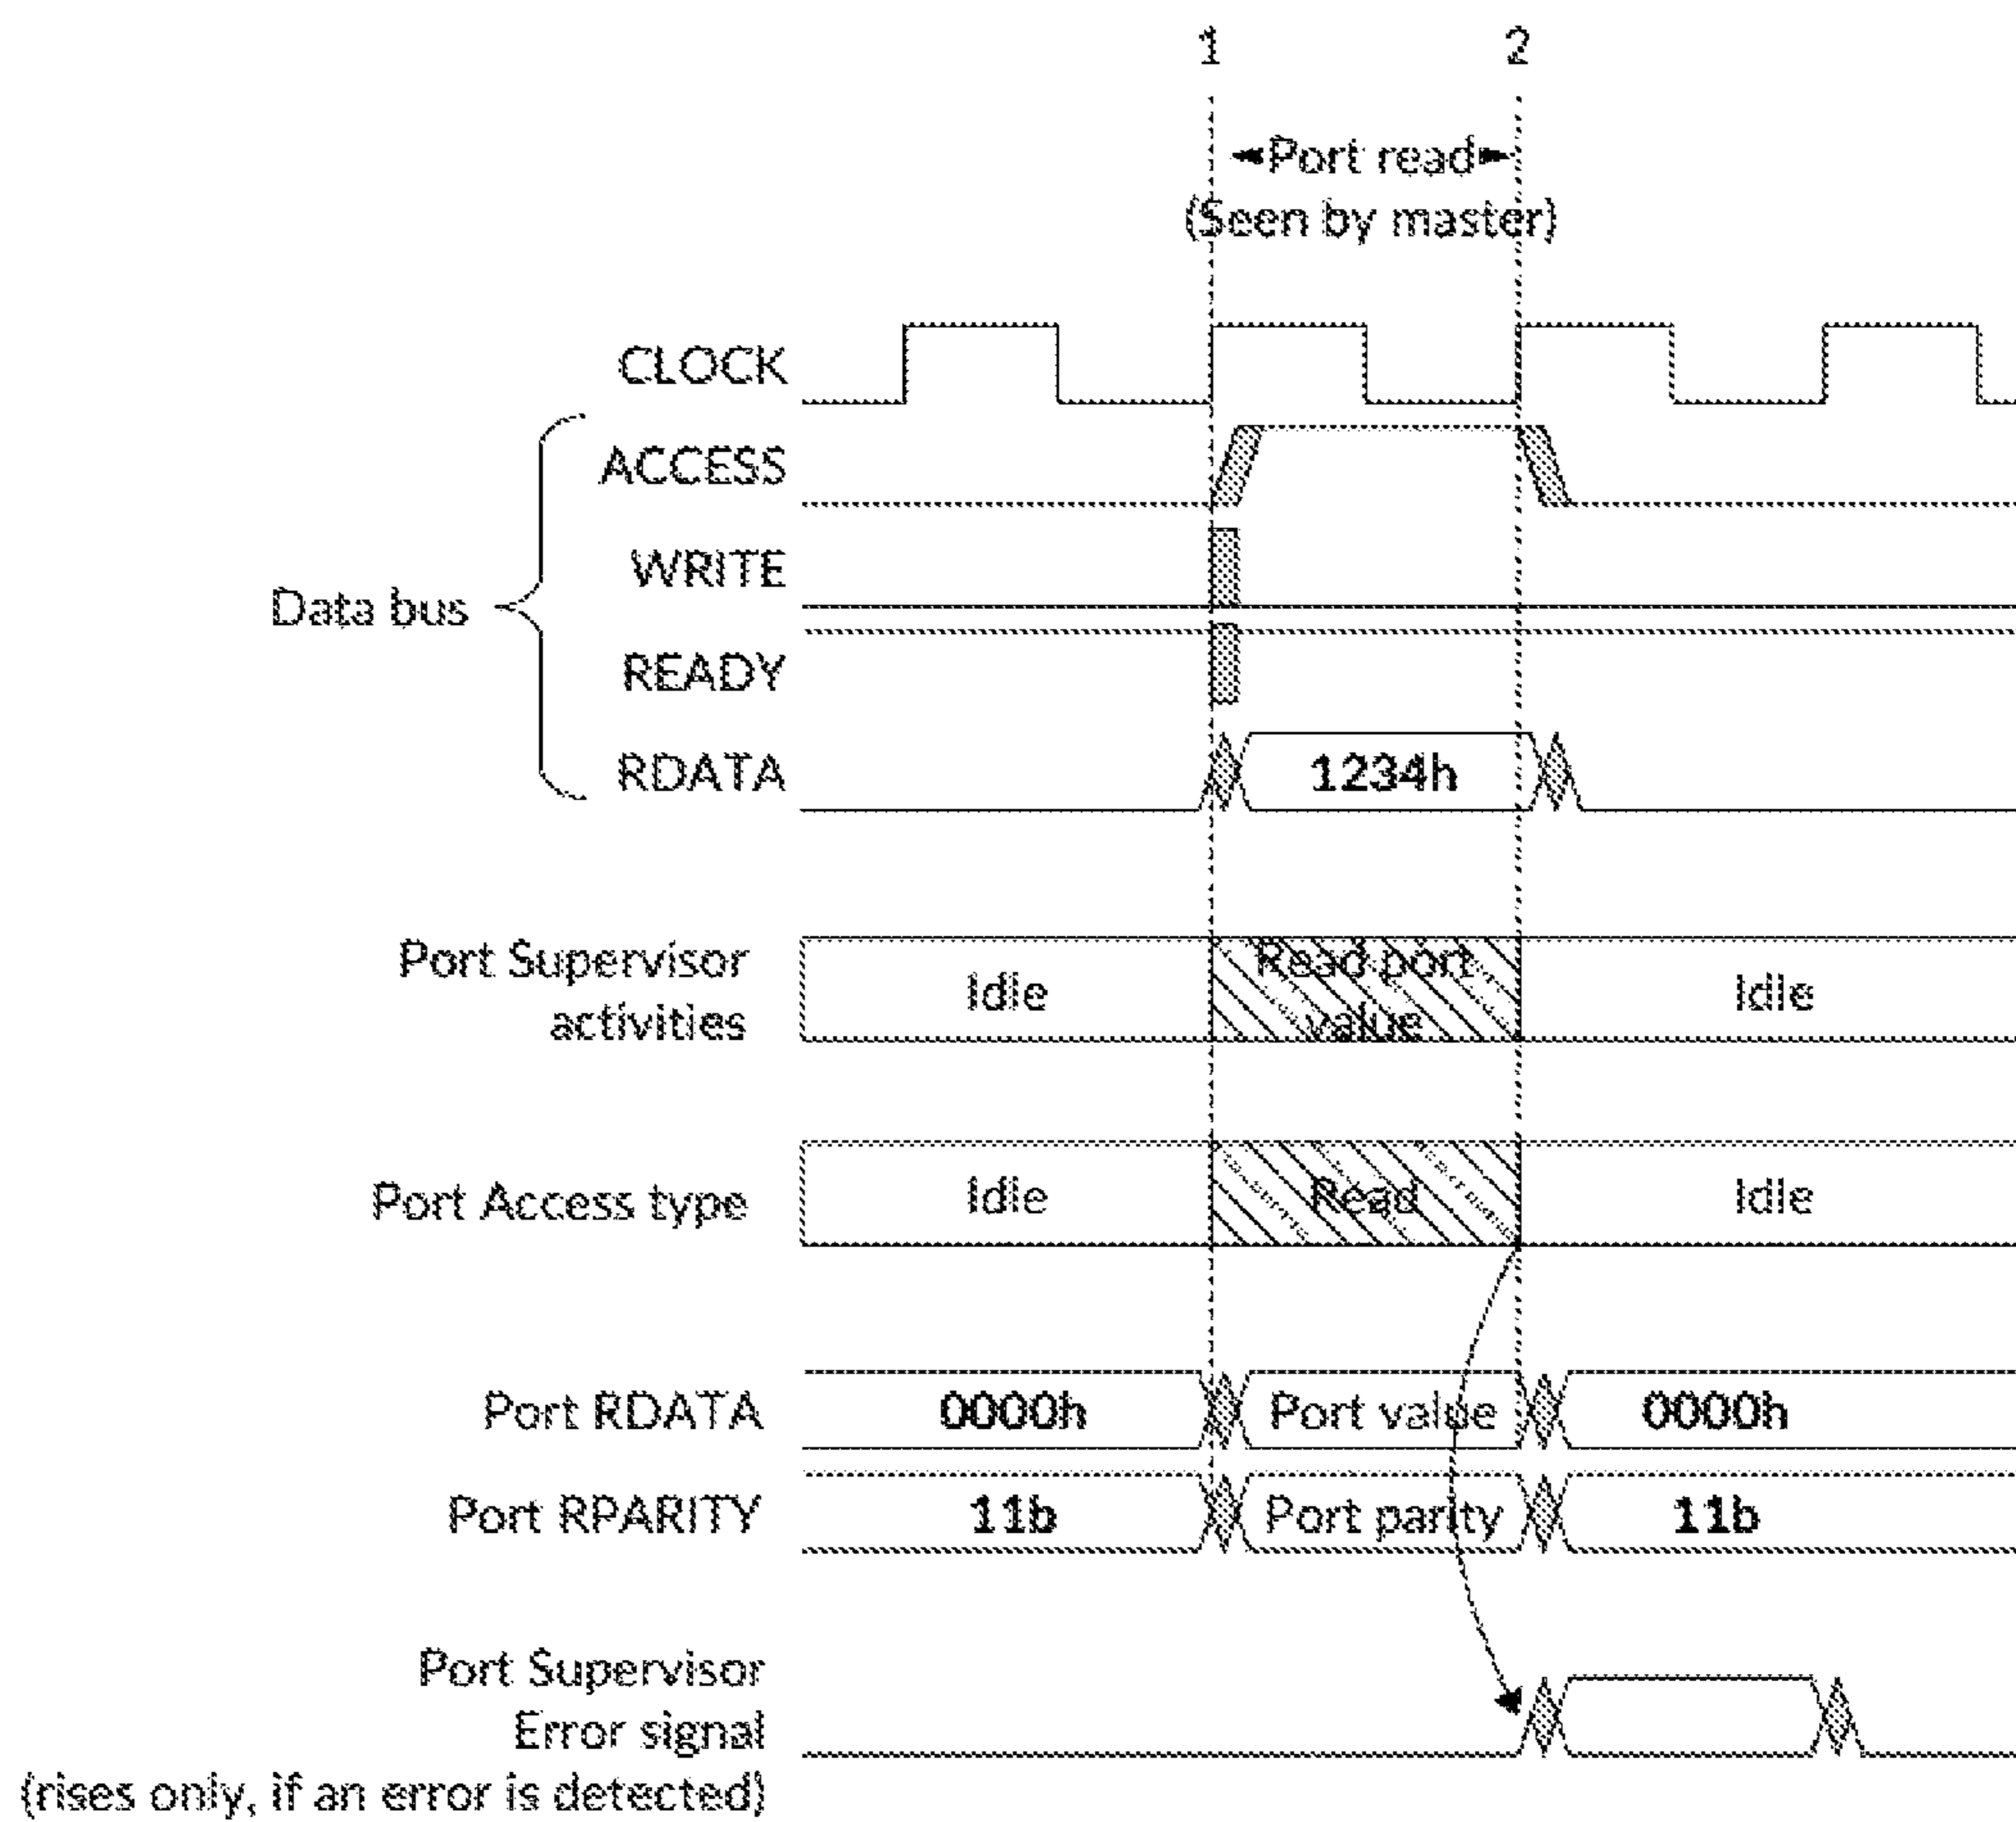 1 2
Port read
(Seen by master)
CLOCK
ACCESS
WRITE
Data bus
READY
RDATA 1234h
Port Supervisor
activities
Idle
Read port
value
Idle
Port Access type Idle Read Idle
Port RDATA 0000h Port value 0000h
Port RPARITY 11b Port parity 11b
Port Supervisor
Error signal
(rises only, if an error is detected)